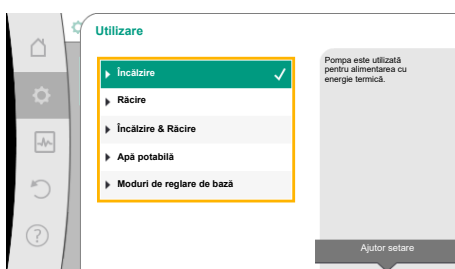 Utilizare
Încălzire
Răcire
Încălzire & Răcire
Apă potabilă
Moduri de reglare de bază
Pompa este utilizată
pentru alimentarea cu
energie termică.
Ajutor setare
?